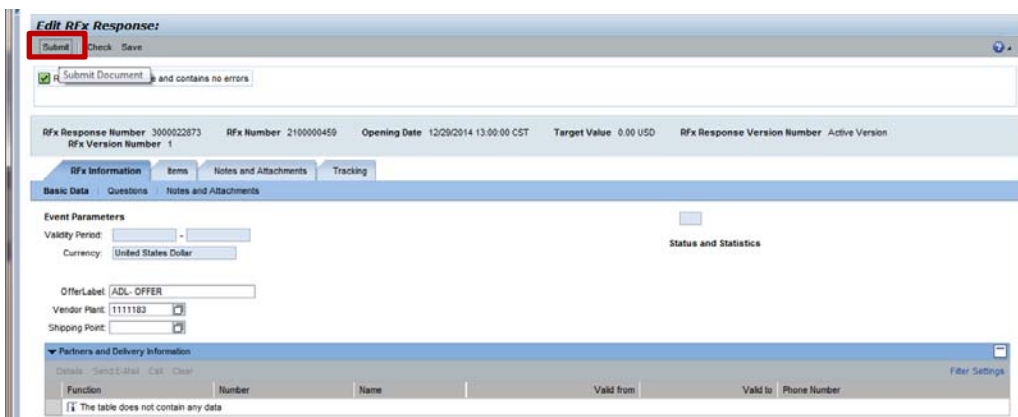 Edit RFx Response:
Submit Check Save
R Submit Document e and contains no errors
RFx Response Number 3000022873 RFx Number 2100000459 Opening Date 12/29/2014 13:00:00 CST Target Value 0.00 USD RFx Response Version Number Active Version
RFx Version Number 1
RFx Information Items Notes and Attachments Tracking
Basic Data Questions Notes and Attachments
Event Parameters
Validity Period: -
Status and Statistics
Currency: United States Dollar
OfferLabel: ADL- OFFER
Vendor Plant: 1111183
Shipping Point:
Partners and Delivery Information
Details Send E-Mail Call Clear Filter Settings
Function Number Name Valid from Valid to Phone Number
The table does not contain any data